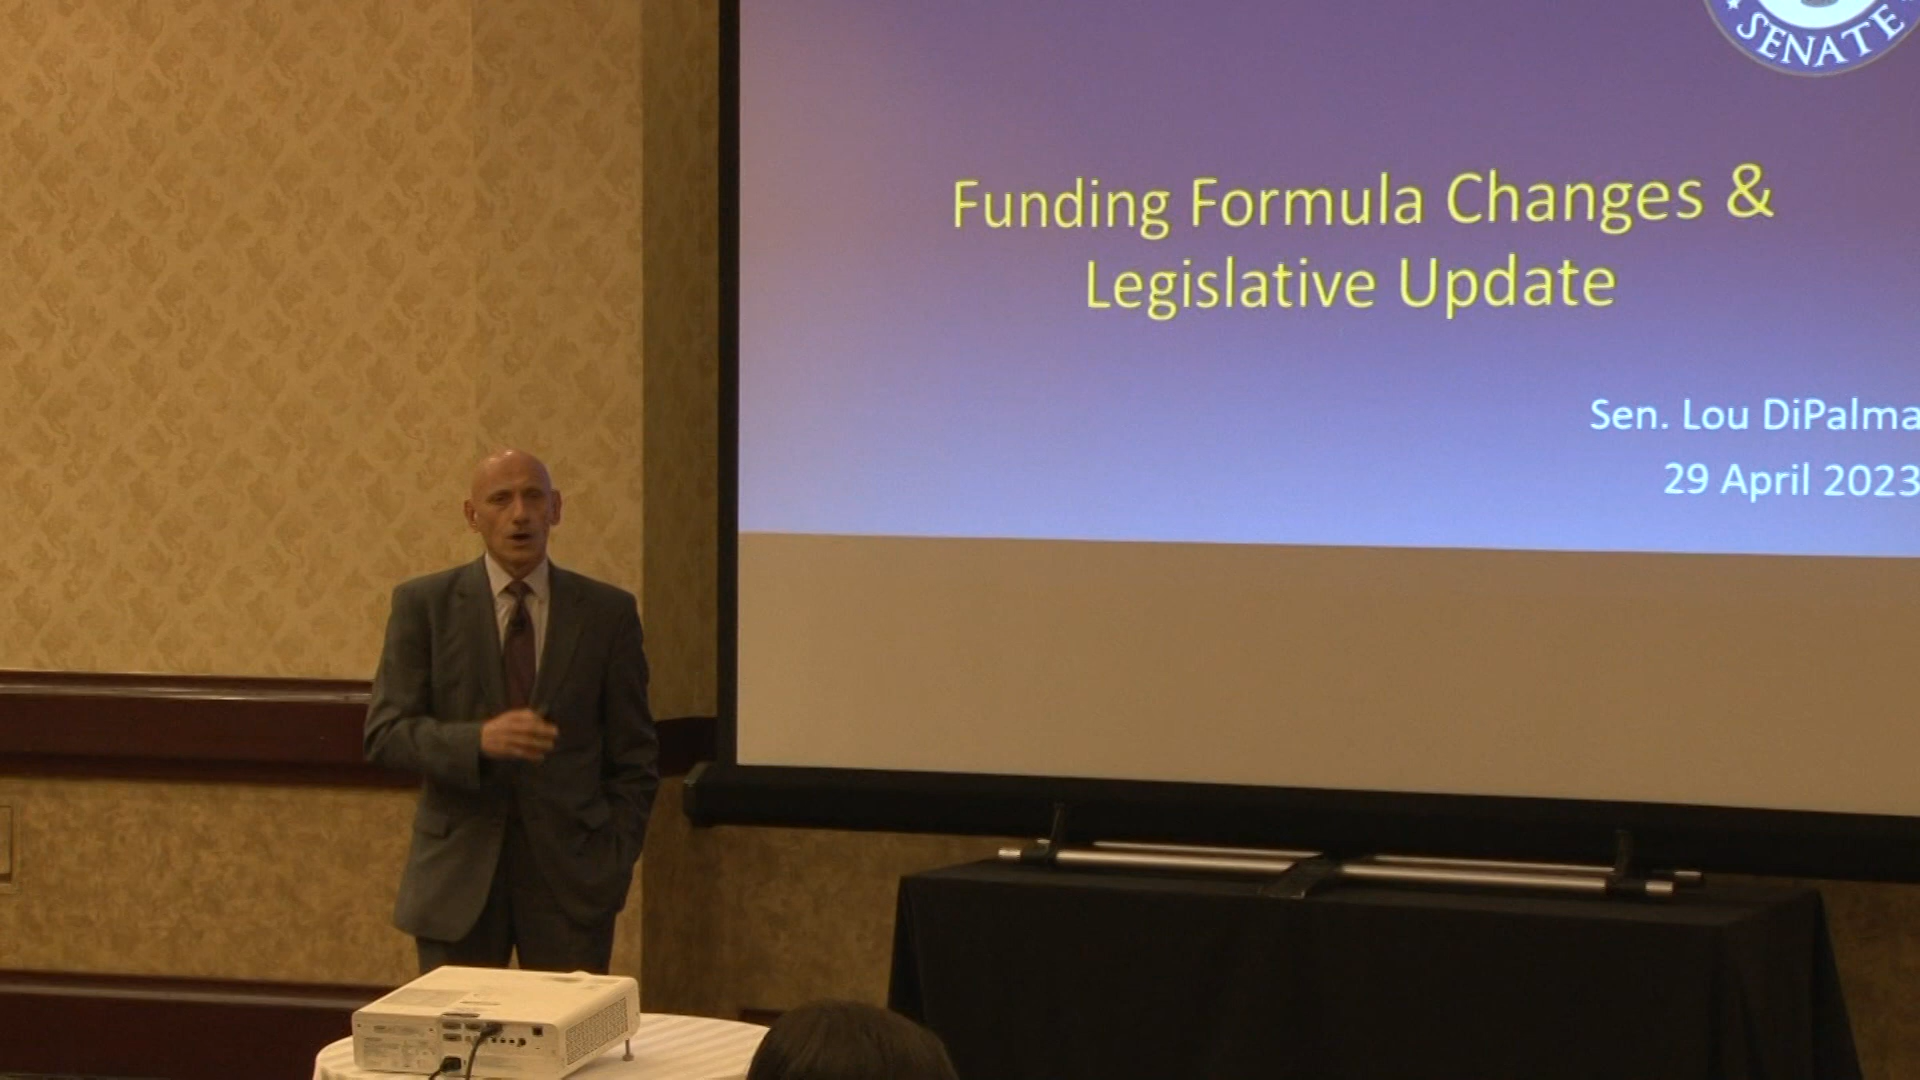 SENATE
Funding Formula Changes &
Legislative Update
Sen. Lou DiPalma
29 April 2023